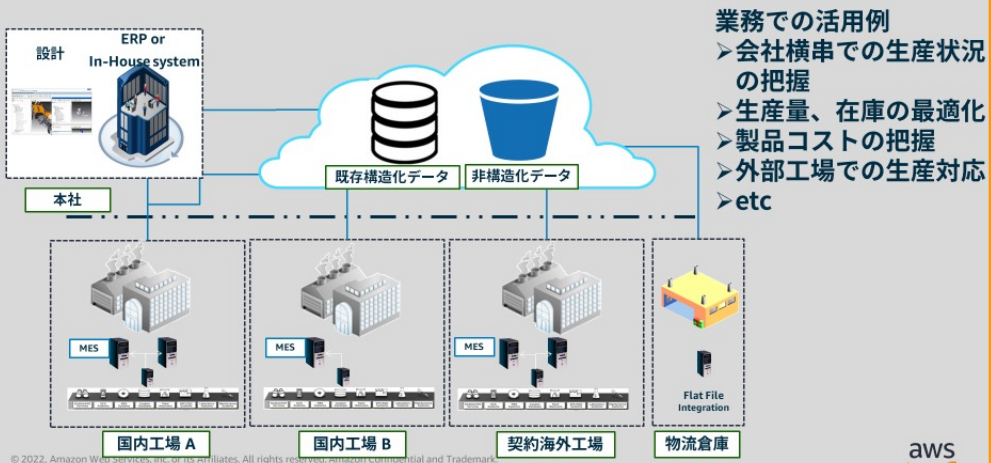 設計
ERP or
In-House system
本社
既存構造化データ
非構造化データ
業務での活用例
➢会社横串での生産状況
の把握
➢生産量、在庫の最適化
➢製品コストの把握
➢外部工場での生産対応
➢etc
MES
MES
MES
Flat File
Integration
国内工場 A
国内工場 B
契約海外工場
物流倉庫
© 2022, Amazon Web Services, Inc. or its Affiliates. All rights reserved. Amazon Confidential and Trademark.
aws